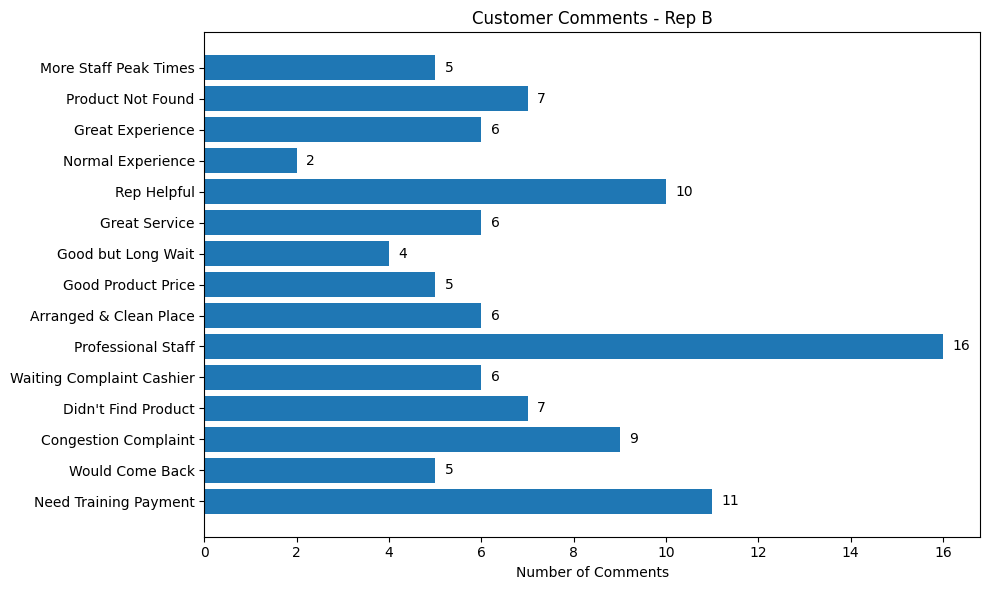 Customer Comments - Rep B
More Staff Peak Times 5
Product Not Found 7
Great Experience 6
Normal Experience 2
Rep Helpful 10
Great Service 6
Good but Long Wait 4
Good Product Price 5
Arranged & Clean Place 6
Professional Staff 16
Waiting Complaint Cashier 6
Didn't Find Product 7
Congestion Complaint 9
Would Come Back 5
Need Training Payment 11
0 2 4 6 8 10 12 14 16
Number of Comments